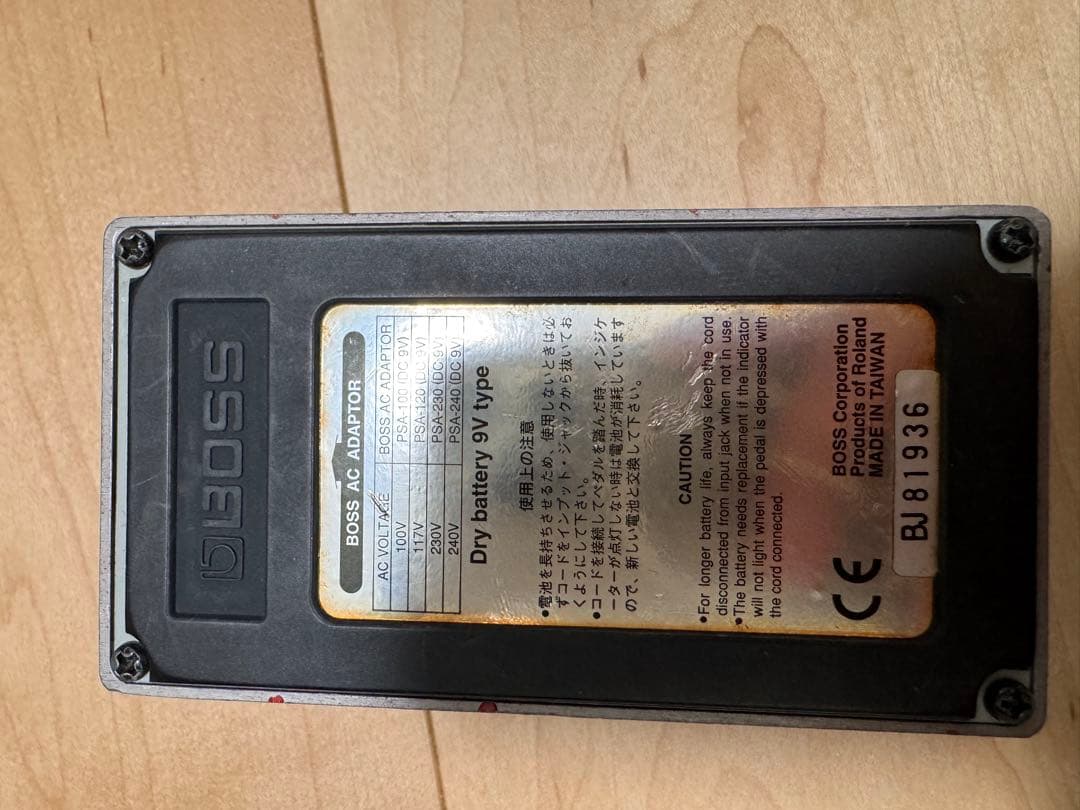 BOSS
BOSS AC ADAPTOR
AC VOLTAGE BOSS AC ADAPTOR
100V PSA-100 (DC 9V)
117V PSA-120 (DC 9V)
230V PSA-230 (DC 9V)
240V PSA-240 (DC 9V)
Dry battery 9V type
使用上の注意
●電池を長持ちさせるため、使用しないときは必
ずコードをインプット・ジャックから抜いてお
くようにして下さい。
●コードを接続してペダルを踏んだ時、インジケ
ーターが点灯しない時は電池が消耗しています
ので、新しい電池と交換して下さい。
CAUTION
●For longer battery life, always keep the cord
disconnected from input jack when not in use.
●The battery needs replacement if the indicator
will not light when the pedal is depressed with
the cord connected.
CE
BOSS Corporation
Products of Roland
MADE IN TAIWAN
BJ81936